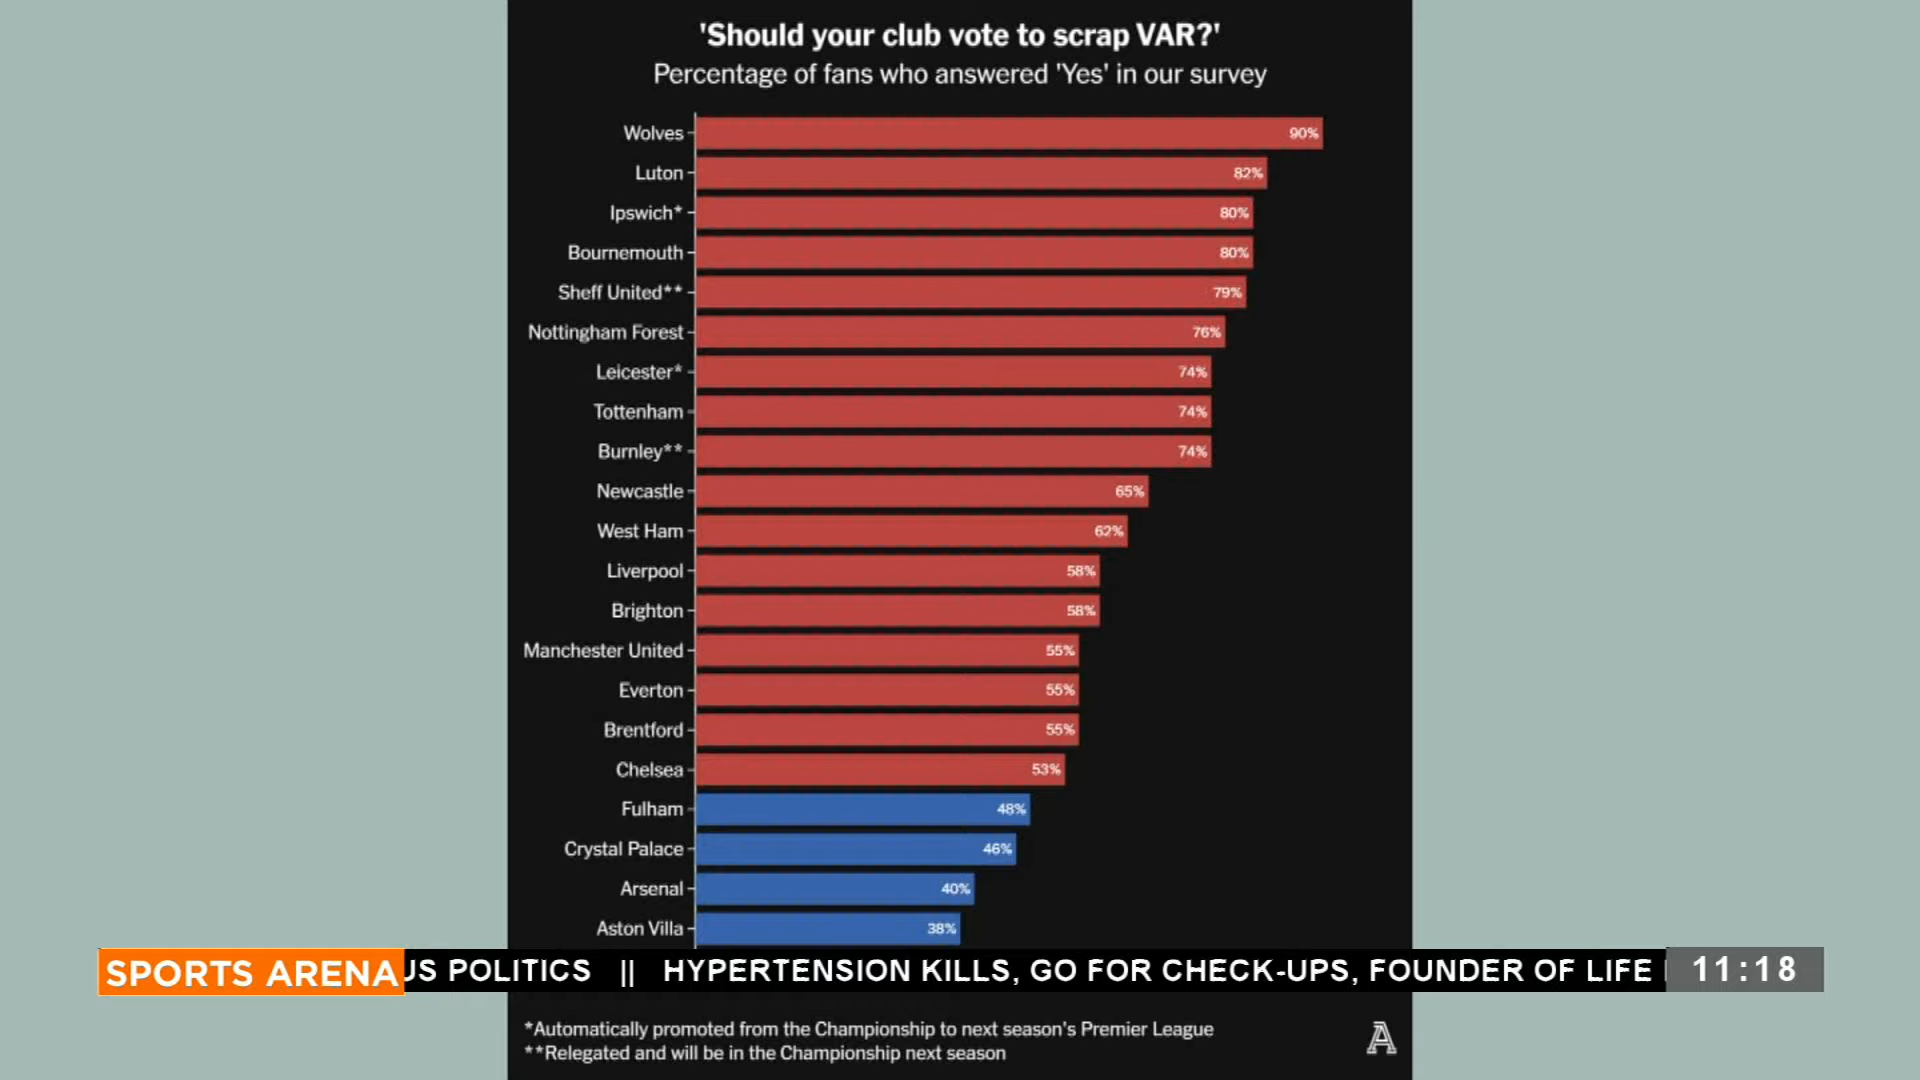 'Should your club vote to scrap VAR?'
Percentage of fans who answered 'Yes' in our survey
Wolves 90%
Luton 82%
Ipswich* 80%
Bournemouth 80%
Sheff United** 79%
Nottingham Forest 76%
Leicester* 74%
Tottenham 74%
Burnley** 74%
Newcastle 65%
West Ham 62%
Liverpool 58%
Brighton 58%
Manchester United 55%
Everton 55%
Brentford 55%
Chelsea 53%
Fulham 48%
Crystal Palace 46%
Arsenal 40%
Aston Villa 38%
SPORTS ARENA POLITICS || HYPERTENSION KILLS, GO FOR CHECK-UPS, FOUNDER OF LIFE 11:18
*Automatically promoted from the Championship to next season's Premier League
**Relegated and will be in the Championship next season
A